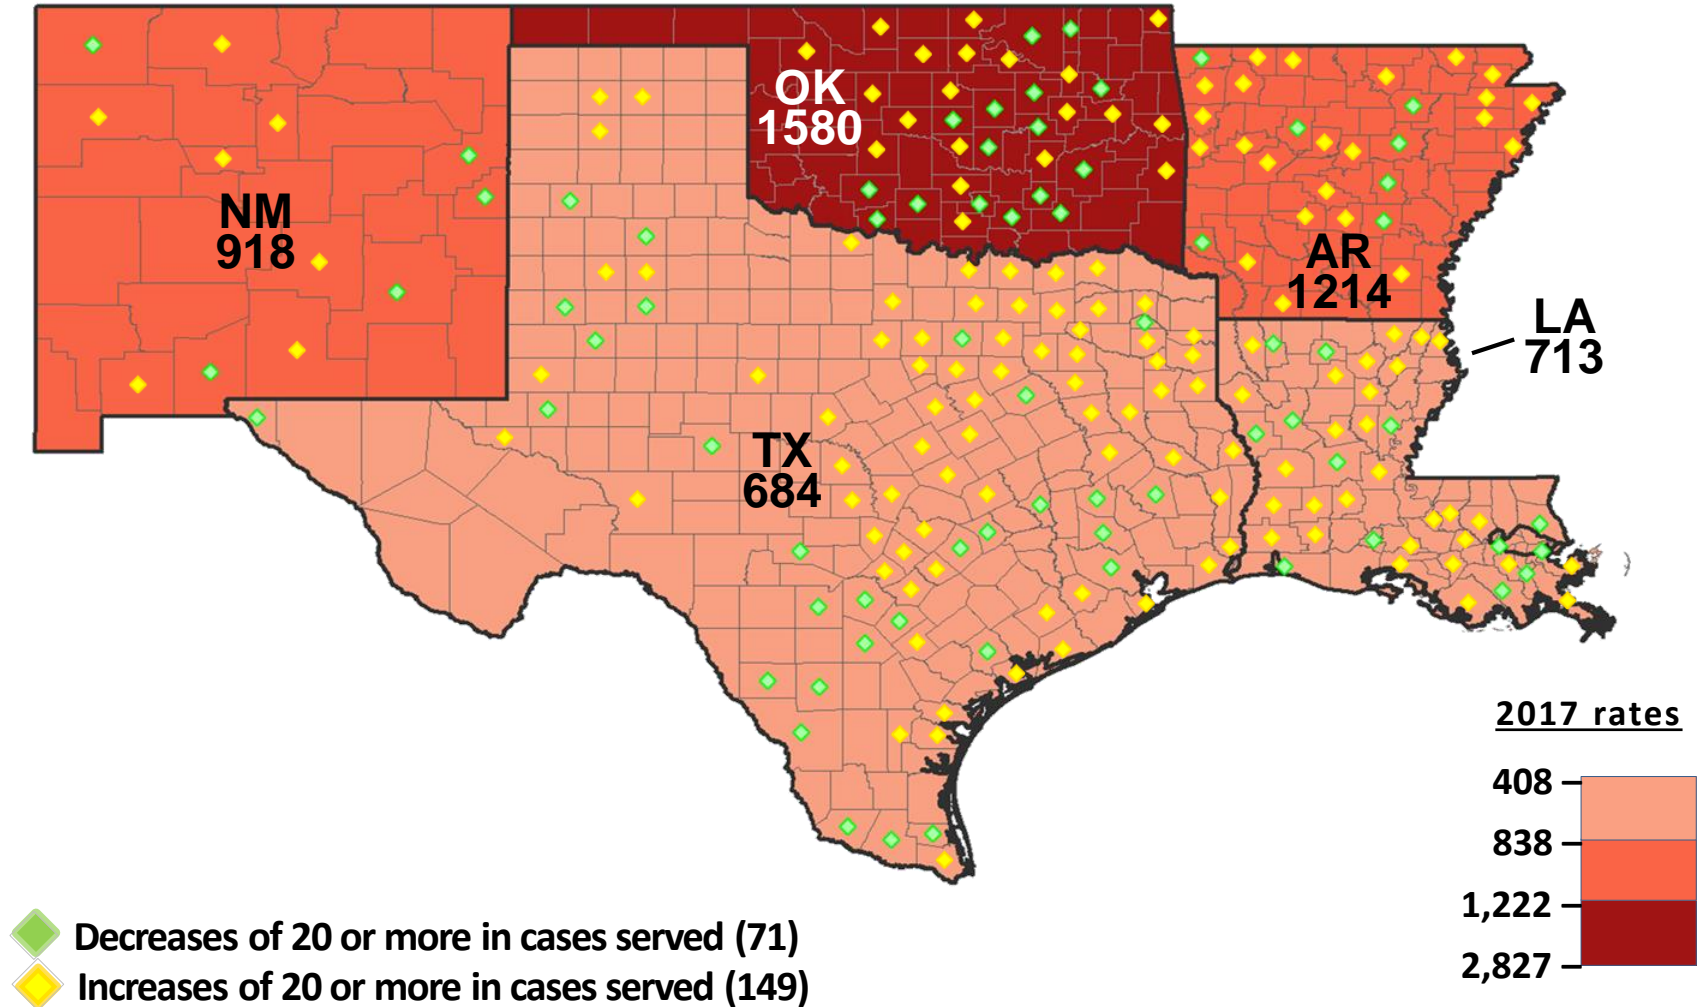 OK
1580
NM
918
AR
1214
LA
713
TX
684
2017 rates
408
838
1,222
2,827
Decreases of 20 or more in cases served (71)
Increases of 20 or more in cases served (149)